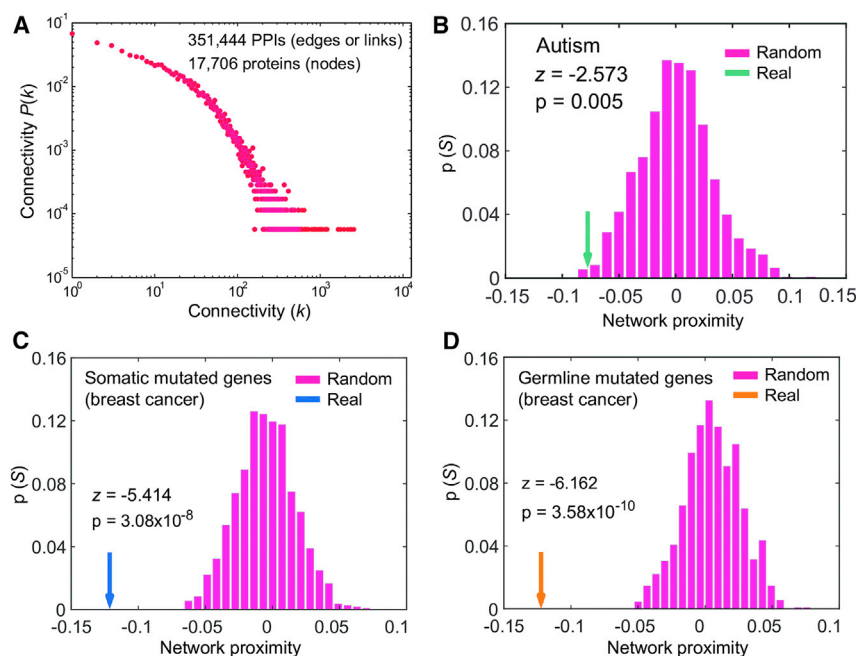 A
351,444 PPIs (edges or links)
17,706 proteins (nodes)
Connectivity P(k)
10^1
10^-2
10^-3
10^-4
10^-5
10^0 10^1 10^2 10^3 10^4
Connectivity (k)
B
Autism
z = -2.573
p = 0.005
Random
Real
p (S)
0.16
0.12
0.08
0.04
0
-0.15 -0.1 -0.05 0 0.05 0.1 0.15
Network proximity
C
Somatic mutated genes
(breast cancer)
Random
Real
z = -5.414
p = 3.08x10^-8
p (S)
0.16
0.12
0.08
0.04
0
-0.15 -0.1 -0.05 0 0.05 0.1
Network proximity
D
Germline mutated genes
(breast cancer)
Random
Real
z = -6.162
p = 3.58x10^-10
p (S)
0.16
0.12
0.08
0.04
0
-0.15 -0.1 -0.05 0 0.05 0.1
Network proximity